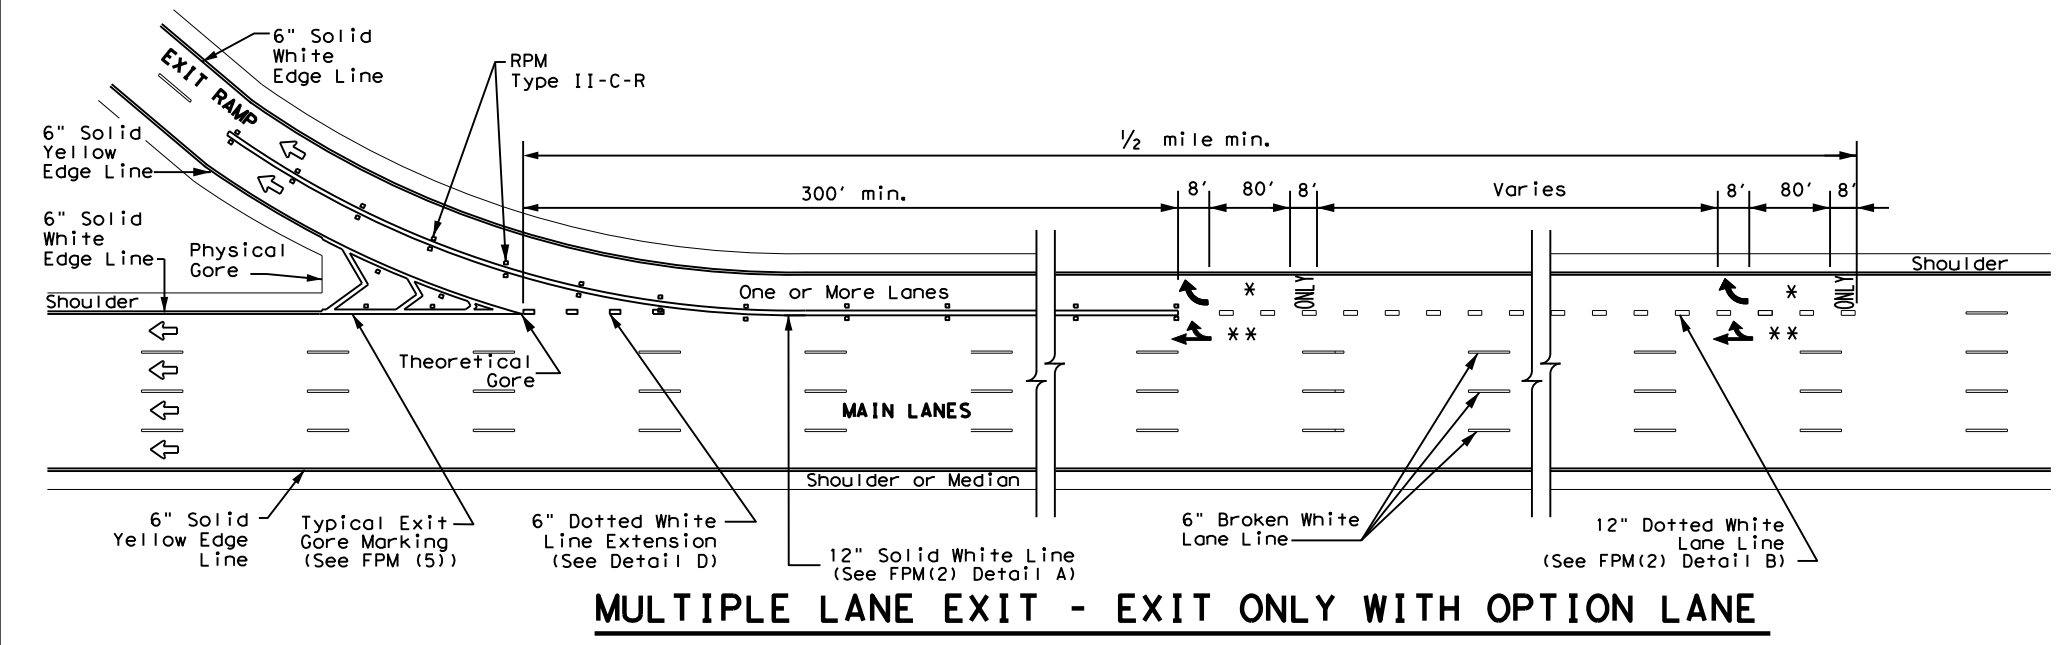 6" Solid
White
Edge Line
RPM
Type II-C-R
EXIT RAMP
6" Solid
Yellow
Edge Line
½ mile min.
300' min.
8'
80'
8'
Varies
8'
80'
8'
6" Solid
White
Edge Line
Physical
Gore
Shoulder
Shoulder
One or More Lanes
*
ONLY
*
ONLY
**
**
Theoretical
Gore
MAIN LANES
Shoulder or Median
6" Solid
Yellow Edge
Line
Typical Exit
Gore Marking
(See FPM (5))
6" Dotted White
Line Extension
(See Detail D)
12" Solid White Line
(See FPM(2) Detail A)
6" Broken White
Lane Line
12" Dotted White
Lane Line
(See FPM(2) Detail B)
MULTIPLE LANE EXIT - EXIT ONLY WITH OPTION LANE